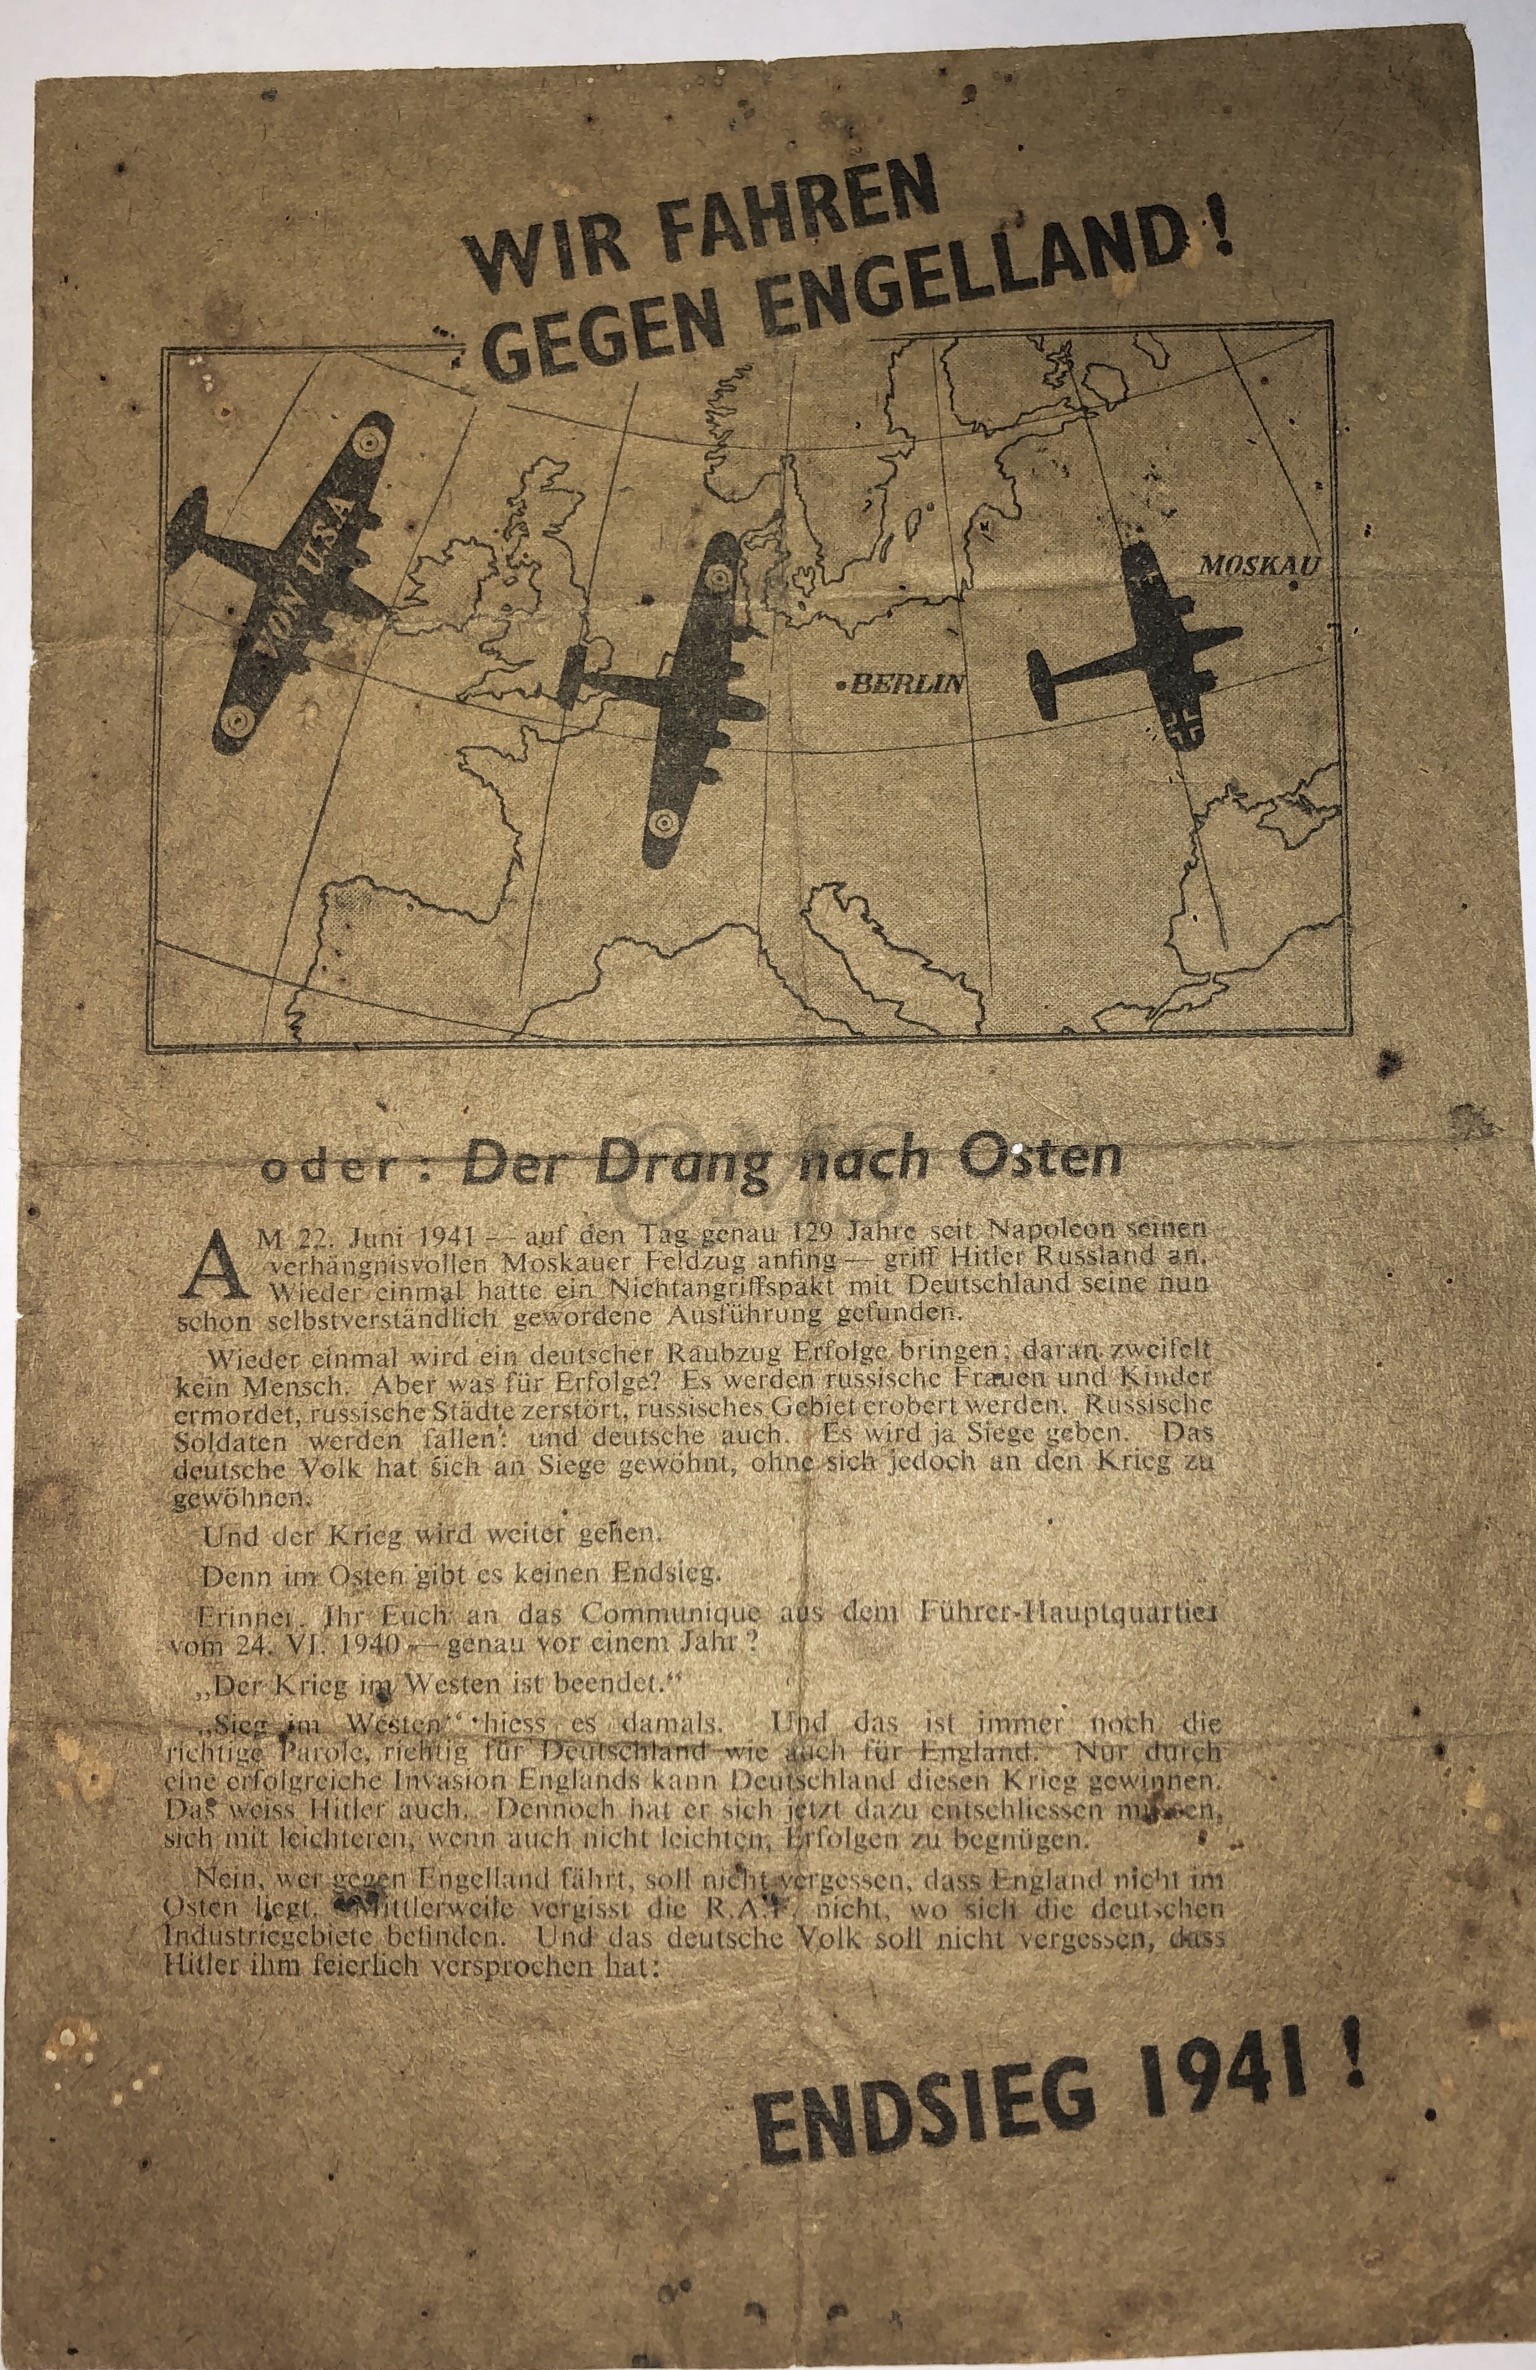 WIR FAHREN
GEGEN ENGELLAND!
VON USA
MOSKAU
BERLIN
oder: Der Drang nach Osten
OMS
AM 22. Juni 1941 — auf den Tag genau 129 Jahre seit Napoleon seinen
verhängnisvollen Moskauer Feldzug anfing — griff Hitler Russland an.
Wieder einmal hatte ein Nichtangriffspakt mit Deutschland seine nun
schon selbstverständlich gewordene Ausführung gefunden.
Wieder einmal wird ein deutscher Raubzug Erfolge bringen: daran zweifelt
kein Mensch. Aber was für Erfolge? Es werden russische Frauen und Kinder
ermordet, russische Städte zerstört, russisches Gebiet erobert werden. Russische
Soldaten werden fallen: und deutsche auch. Es wird ja Siege geben. Das
deutsche Volk hat sich an Siege gewöhnt, ohne sich jedoch an den Krieg zu
gewöhnen.
Und der Krieg wird weiter gehen.
Denn im Osten gibt es keinen Endsieg.
Erinnert Ihr Euch an das Communique aus dem Führer-Hauptquartier
vom 24. VI. 1940 — genau vor einem Jahr?
„Der Krieg im Westen ist beendet.“
„Sieg im Westen“ hiess es damals. Und das ist immer noch die
richtige Parole, richtig für Deutschland wie auch für England. Nur durch
eine erfolgreiche Invasion Englands kann Deutschland diesen Krieg gewinnen.
Das weiss Hitler auch. Dennoch hat er sich jetzt dazu entschliessen müssen,
sich mit leichteren, wenn auch nicht leichten, Erfolgen zu begnügen.
Nein, wer gegen Engelland fährt, soll nicht vergessen, dass England nicht im
Osten liegt. Mittlerweile vergisst die R.A.F. nicht, wo sich die deutschen
Industriegebiete befinden. Und das deutsche Volk soll nicht vergessen, dass
Hitler ihm feierlich versprochen hat:
ENDSIEG 1941!